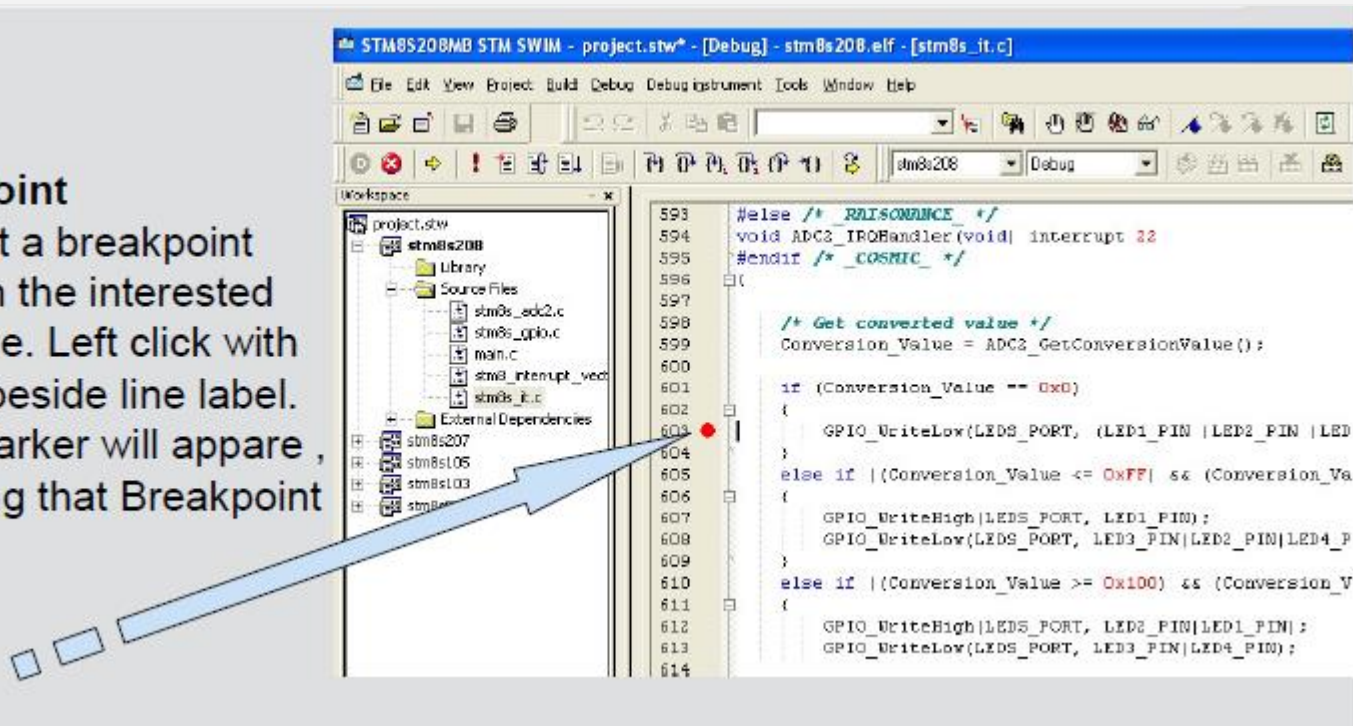 oint
t a breakpoint
n the interested
e. Left click with
beside line label.
arker will appare ,
g that Breakpoint
STM8S208MB STM SWIM - project.stw* - [Debug] - stm8s208.elf - [stm8s_it.c]
File Edit View Project Build Debug Debug instrument Tools Window Help
stm8s208 Debug
Workspace
project.stw
stm8s208
Library
Source Files
stm8s_adc2.c
stm8s_gpio.c
main.c
stm8_interrupt_vect
stm8s_it.c
External Dependencies
stm8s207
stm8s105
stm8s103
593 #else /* _RAISONANCE_ */
594 void ADC2_IRQHandler(void) interrupt 22
595 #endif /* _COSMIC_ */
596 {
597
598 /* Get converted value */
599 Conversion_Value = ADC2_GetConversionValue();
600
601 if (Conversion_Value == 0x0)
602 {
603 GPIO_WriteLow(LEDS_PORT, (LED1_PIN |LED2_PIN |LED
604 }
605 else if ((Conversion_Value <= 0xFF) && (Conversion_Va
606 {
607 GPIO_WriteHigh(LEDS_PORT, LED1_PIN);
608 GPIO_WriteLow(LEDS_PORT, LED3_PIN|LED2_PIN|LED4_P
609 }
610 else if ((Conversion_Value >= 0x100) && (Conversion_V
611 {
612 GPIO_WriteHigh(LEDS_PORT, LED2_PIN|LED1_PIN);
613 GPIO_WriteLow(LEDS_PORT, LED3_PIN|LED4_PIN);
614